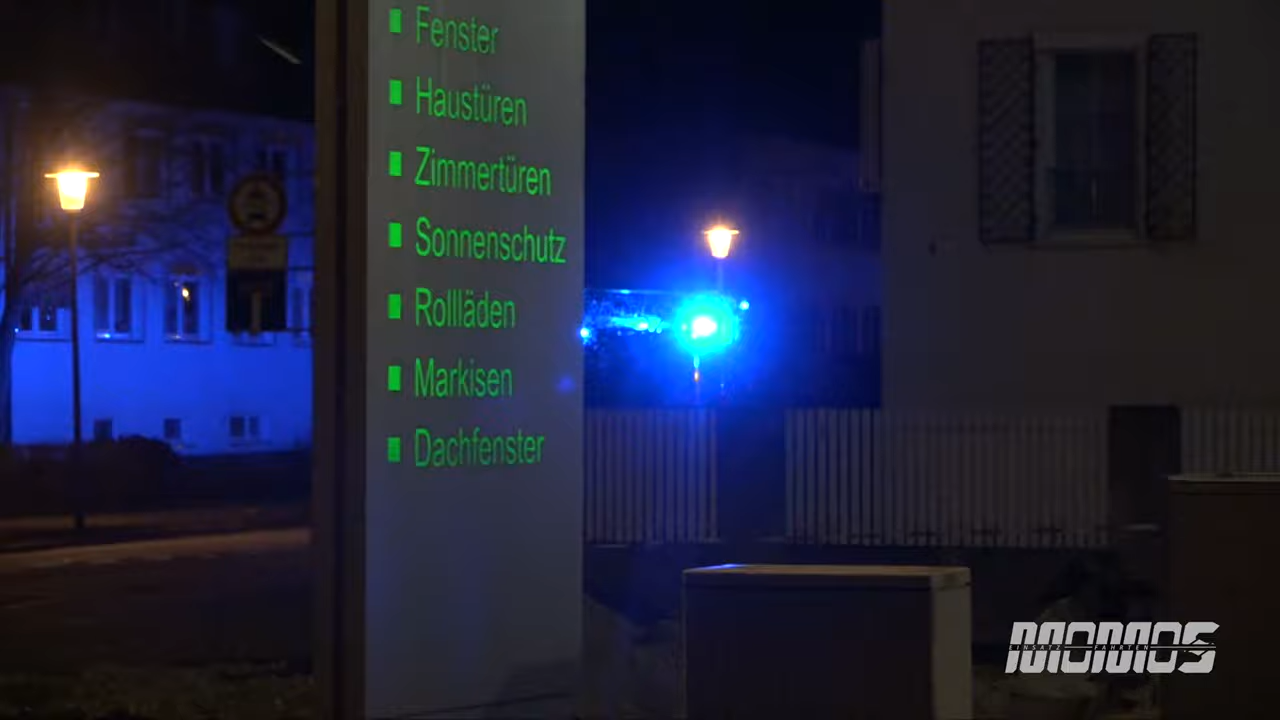 Fenster
Haustüren
Zimmertüren
Sonnenschutz
Rollläden
Markisen
Dachfenster
MOMOS
EINSATZ FAHRTEN